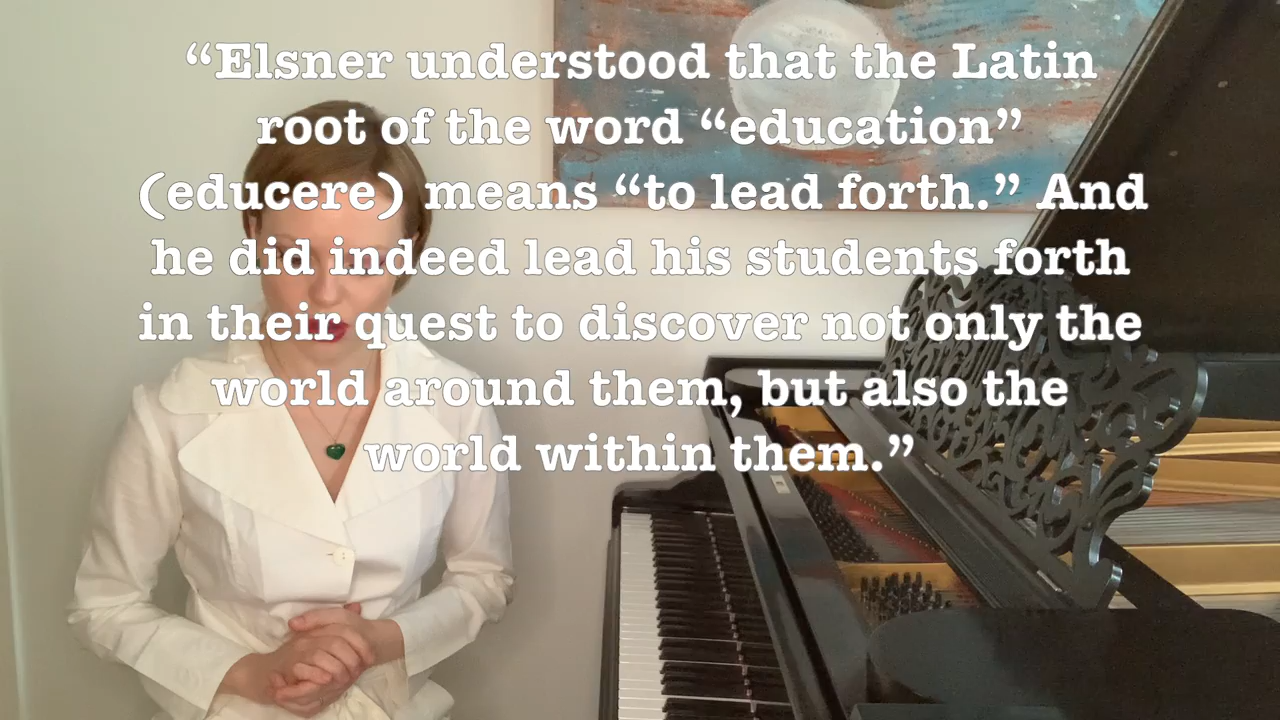 “Elsner understood that the Latin
root of the word “education”
(educere) means “to lead forth.” And
he did indeed lead his students forth
in their quest to discover not only the
world around them, but also the
world within them.”